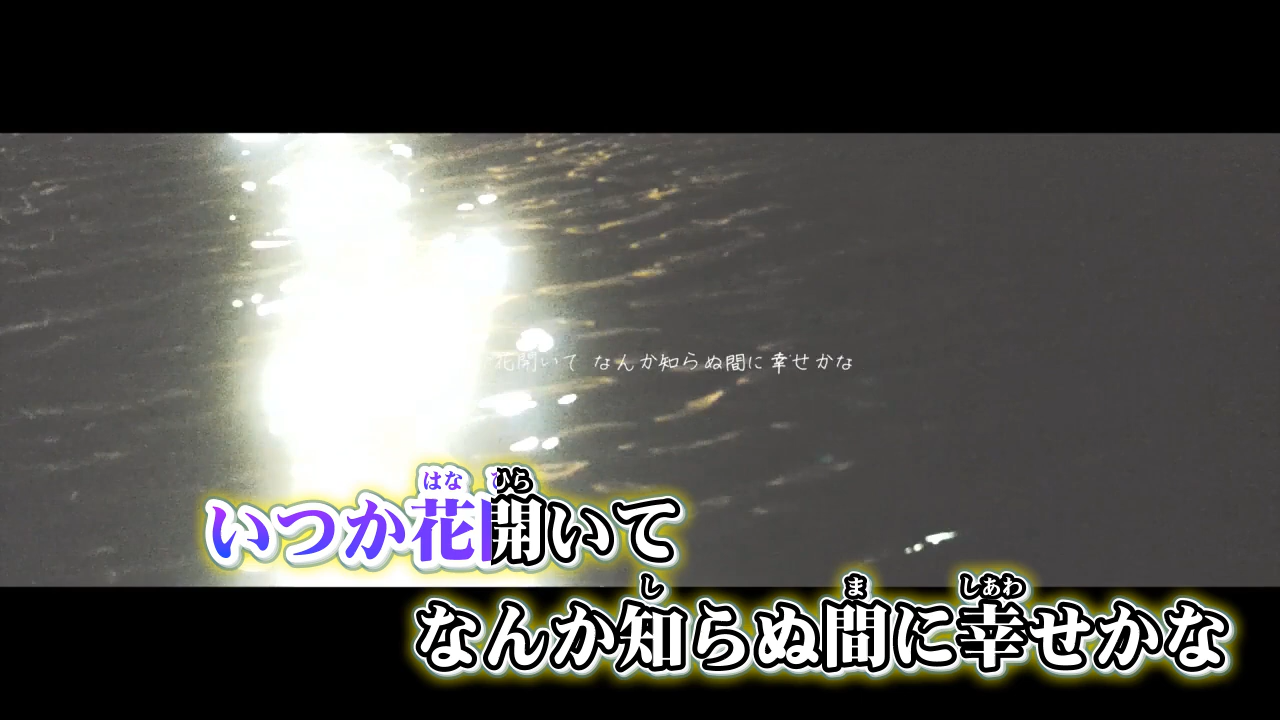 花開いて なんか知らぬ間に幸せかな
はな ひら
いつか花開いて
し ま しあわ
なんか知らぬ間に幸せかな